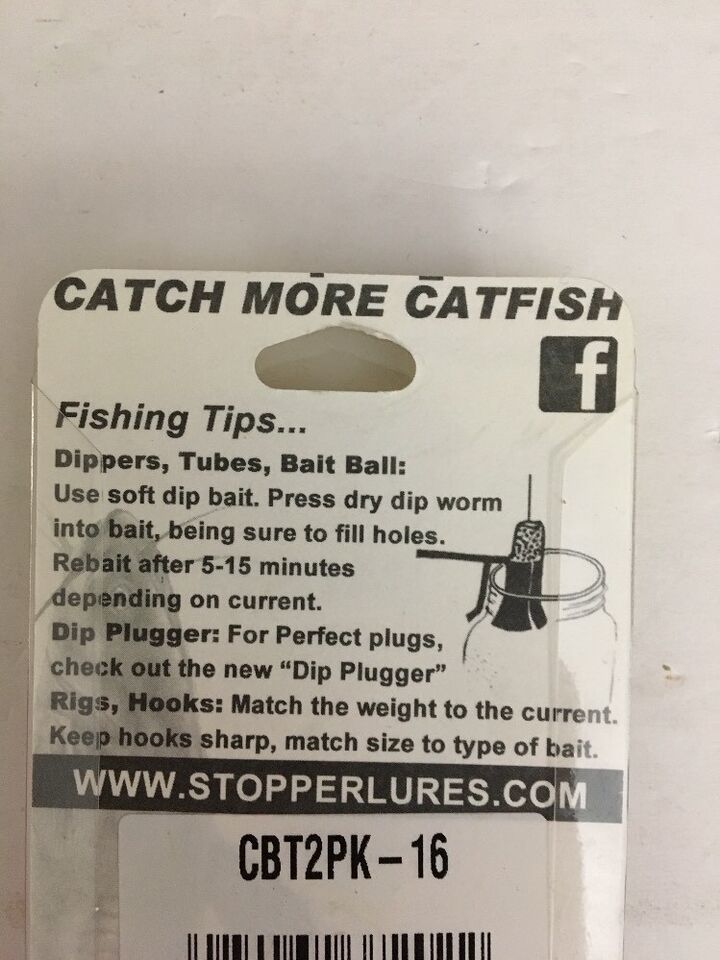 CATCH MORE CATFISH
f
Fishing Tips...
Dippers, Tubes, Bait Ball:
Use soft dip bait. Press dry dip worm
into bait, being sure to fill holes.
Rebait after 5-15 minutes
depending on current.
Dip Plugger: For Perfect plugs,
check out the new “Dip Plugger”
Rigs, Hooks: Match the weight to the current.
Keep hooks sharp, match size to type of bait.
WWW.STOPPERLURES.COM
CBT2PK–16